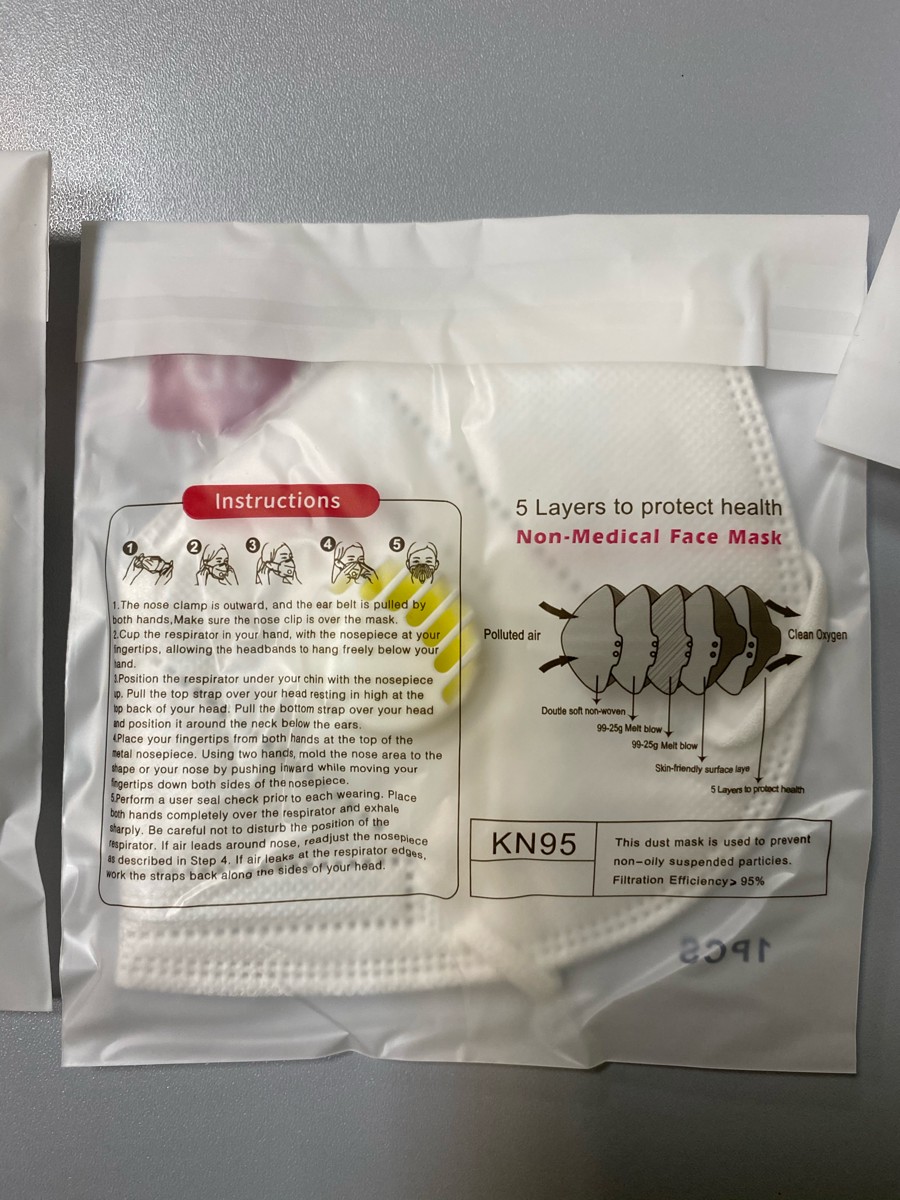 Instructions
1 2 3 4 5
1.The nose clamp is outward, and the ear belt is pulled by
both hands,Make sure the nose clip is over the mask.
2.Cup the respirator in your hand, with the nosepiece at your
fingertips, allowing the headbands to hang freely below your
hand.
3.Position the respirator under your chin with the nosepiece
up. Pull the top strap over your head resting in high at the
top back of your head. Pull the bottom strap over your head
and position it around the neck below the ears.
4.Place your fingertips from both hands at the top of the
metal nosepiece. Using two hands, mold the nose area to the
shape or your nose by pushing inward while moving your
fingertips down both sides of the nosepiece.
5.Perform a user seal check prior to each wearing. Place
both hands completely over the respirator and exhale
sharply. Be careful not to disturb the position of the
respirator. If air leads around nose, readjust the nosepiece
as described in Step 4. If air leaks at the respirator edges,
work the straps back along the sides of your head.
5 Layers to protect health
Non-Medical Face Mask
Polluted air
Clean Oxygen
Doutle soft non-woven
99-25g Melt blow
99-25g Melt blow
Skin-friendly surface laye
5 Layers to protect health
KN95
This dust mask is used to prevent
non-oily suspended particies.
Filtration Efficiency> 95%
1PCS